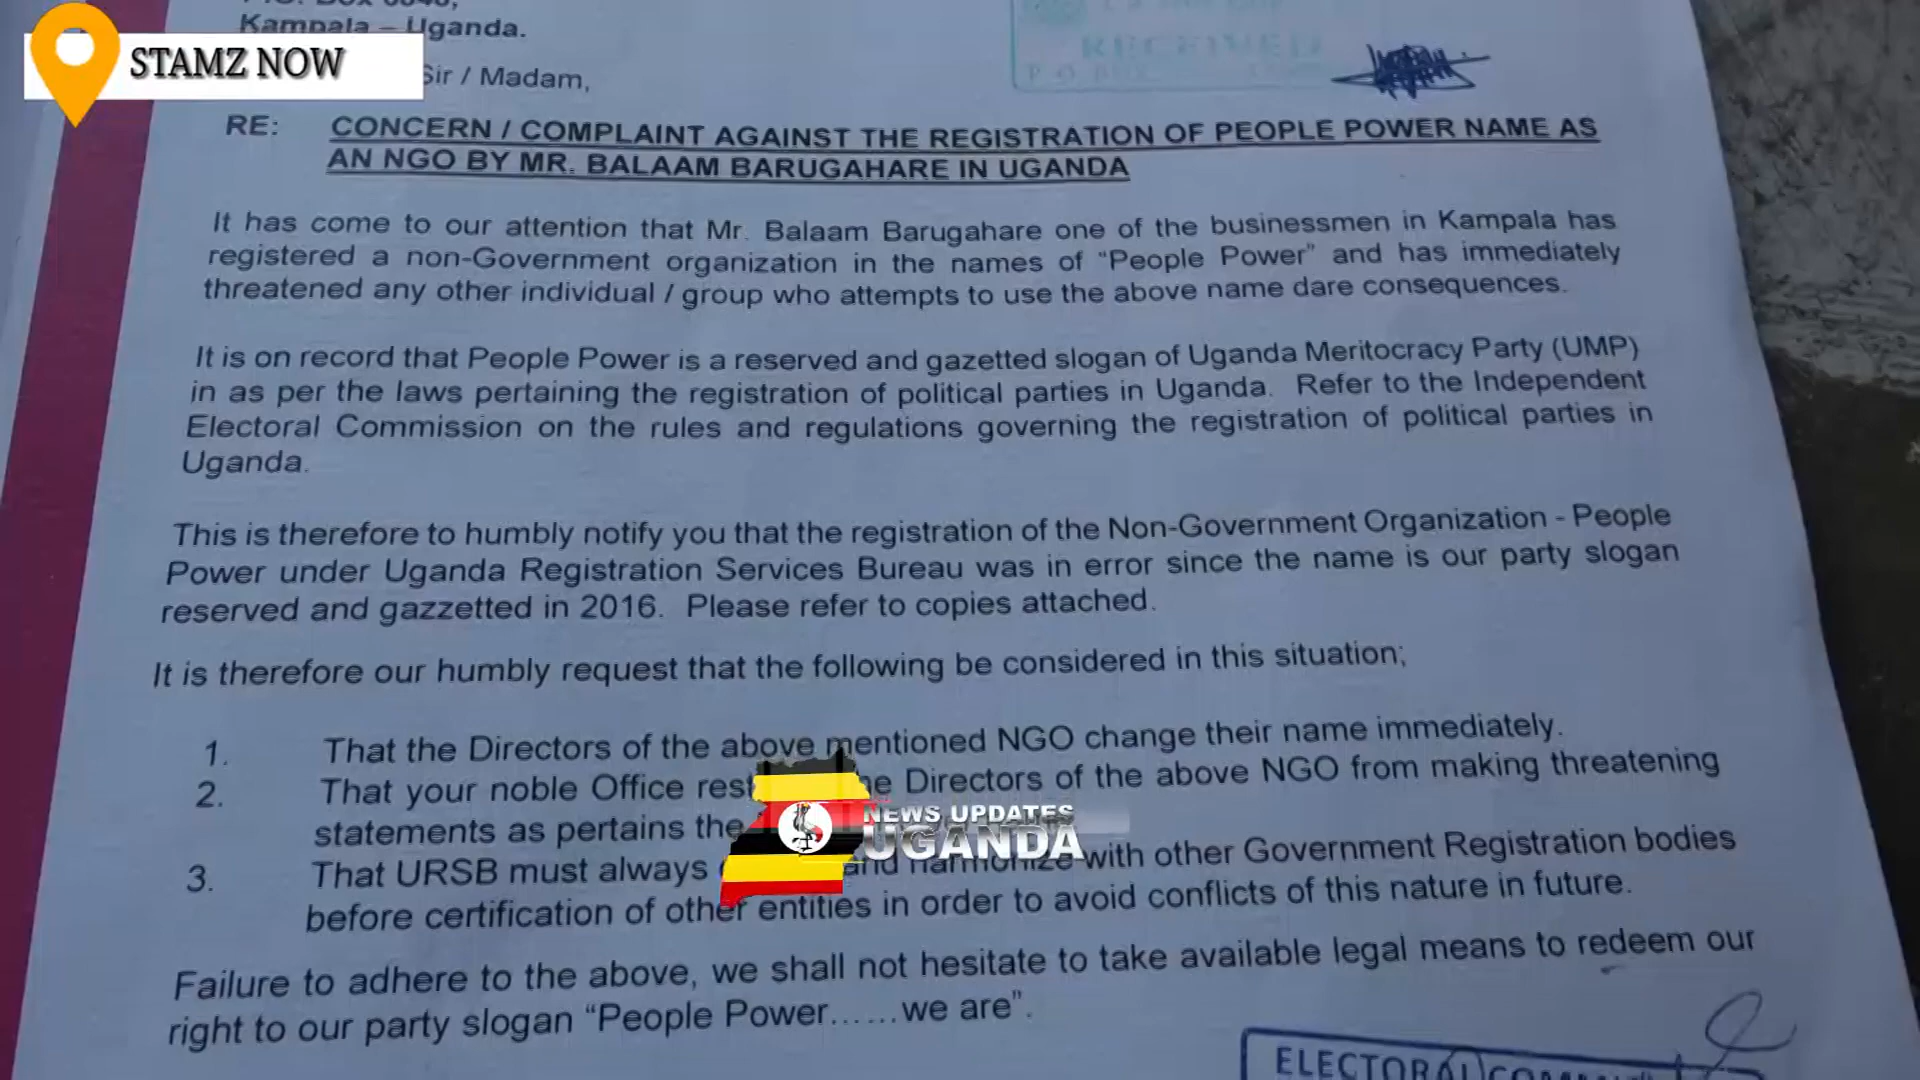 Kampala – Uganda.
STAMZ NOW
Sir / Madam,
RECEIVED
RE: CONCERN / COMPLAINT AGAINST THE REGISTRATION OF PEOPLE POWER NAME AS
AN NGO BY MR. BALAAM BARUGAHARE IN UGANDA
It has come to our attention that Mr. Balaam Barugahare one of the businessmen in Kampala has
registered a non-Government organization in the names of “People Power” and has immediately
threatened any other individual / group who attempts to use the above name dare consequences.
It is on record that People Power is a reserved and gazetted slogan of Uganda Meritocracy Party (UMP)
in as per the laws pertaining the registration of political parties in Uganda. Refer to the Independent
Electoral Commission on the rules and regulations governing the registration of political parties in
Uganda.
This is therefore to humbly notify you that the registration of the Non-Government Organization - People
Power under Uganda Registration Services Bureau was in error since the name is our party slogan
reserved and gazzetted in 2016. Please refer to copies attached.
It is therefore our humbly request that the following be considered in this situation;
1. That the Directors of the above mentioned NGO change their name immediately.
2. That your noble Office Directors of the above NGO from making threatening
statements as pertains the
NEWS UPDATES
UGANDA
3. That URSB must always and harmonize with other Government Registration bodies
before certification of other entities in order to avoid conflicts of this nature in future.
Failure to adhere to the above, we shall not hesitate to take available legal means to redeem our
right to our party slogan “People Power......we are”.
ELECTORAL